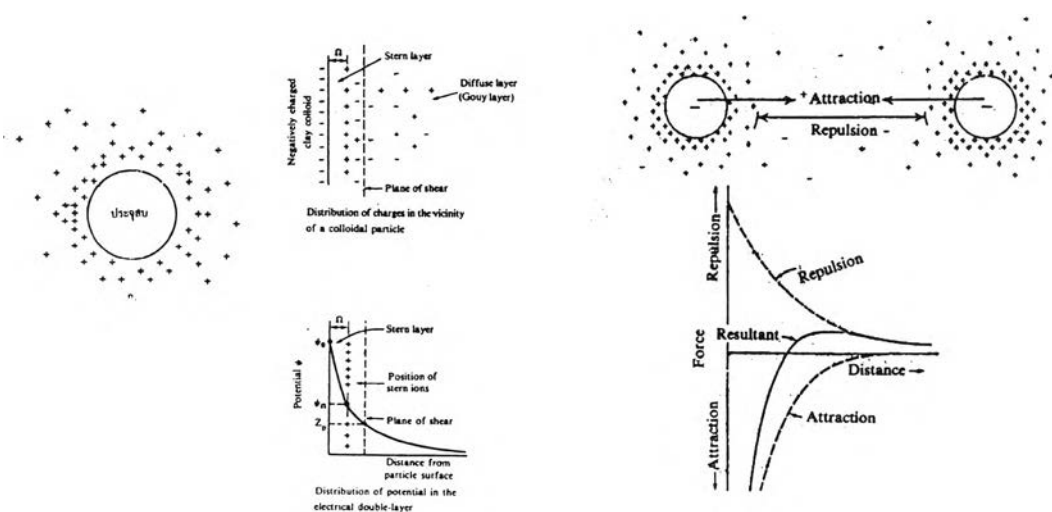 ประจุลบ
Ω
Stern layer
Diffuse layer
(Gouy layer)
Negatively charged
clay colloid
Plane of shear
Distribution of charges in the vicinity
of a colloidal particle
Ω
Stern layer
Potential ϕ
Position of
stern ions
Plane of shear
Distance from
particle surface
Distribution of potential in the
electrical double-layer
Attraction
Repulsion
Repulsion
Repulsion
Resultant
Force
Distance
Attraction
Attraction